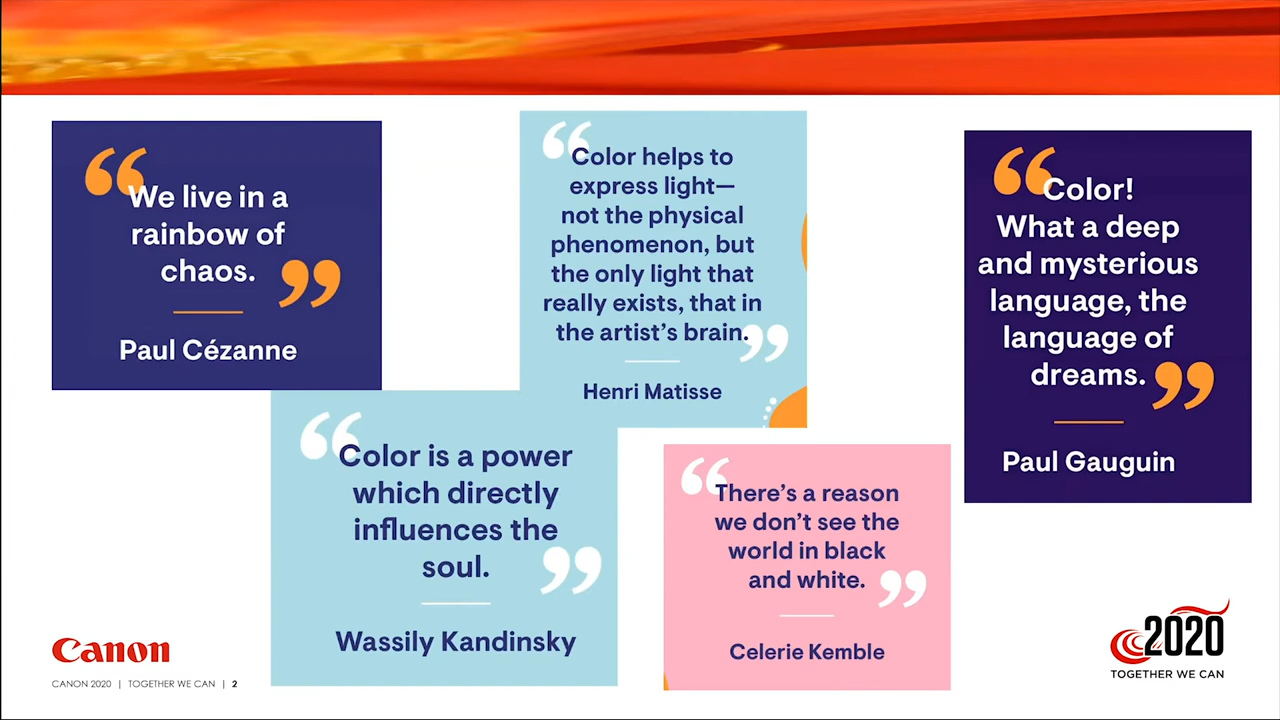 “We live in a
rainbow of
chaos.”
Paul Cézanne
“Color helps to
express light—
not the physical
phenomenon, but
the only light that
really exists, that in
the artist’s brain.”
Henri Matisse
“Color!
What a deep
and mysterious
language, the
language of
dreams.”
Paul Gauguin
“Color is a power
which directly
influences the
soul.”
Wassily Kandinsky
“There’s a reason
we don’t see the
world in black
and white.”
Celerie Kemble
Canon
CANON 2020 | TOGETHER WE CAN | 2
2020
TOGETHER WE CAN